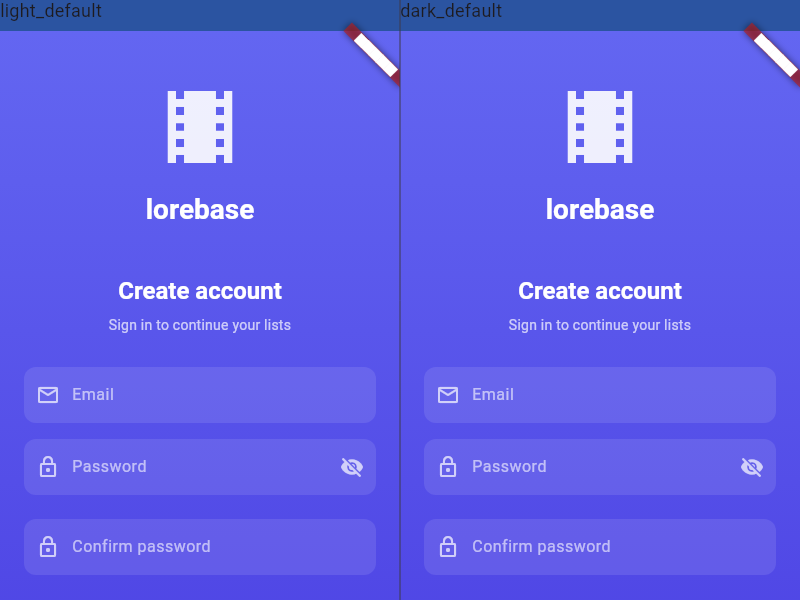 light_default
lorebase
Create account
Sign in to continue your lists
Email
Password
Confirm password
dark_default
lorebase
Create account
Sign in to continue your lists
Email
Password
Confirm password